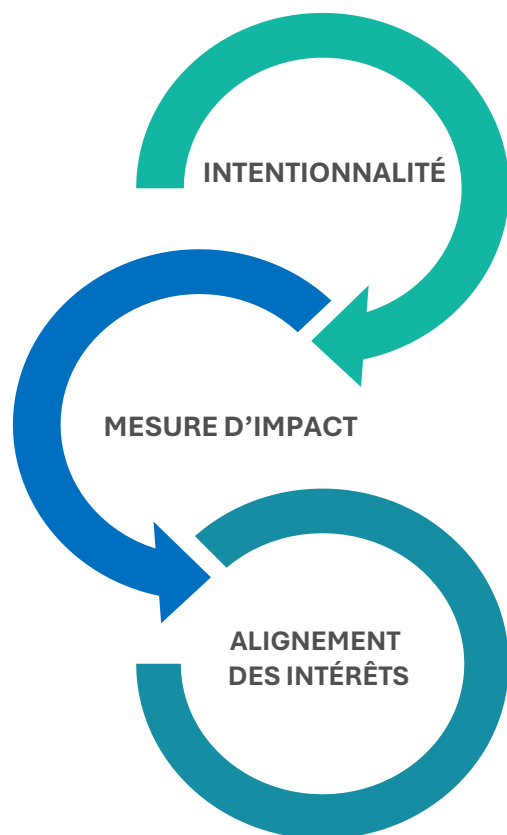 INTENTIONNALITÉ
MESURE D’IMPACT
ALIGNEMENT
DES INTÉRÊTS